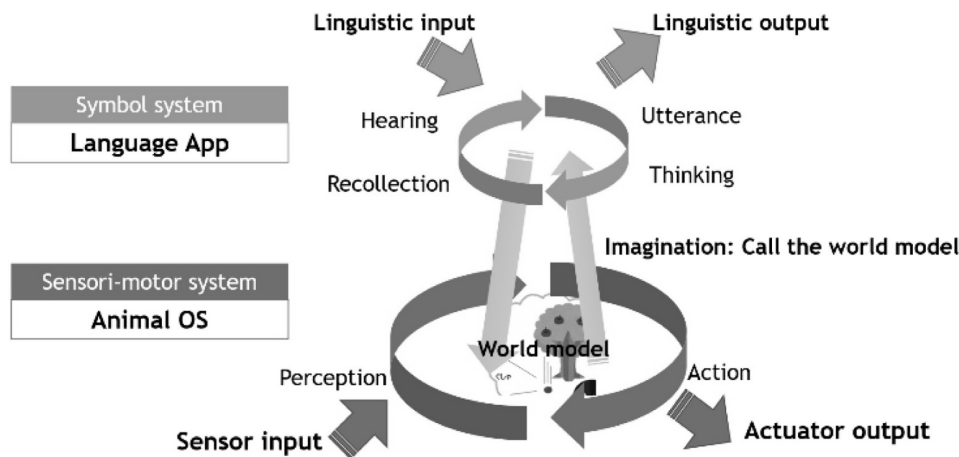 Linguistic input
Linguistic output
Symbol system
Language App
Hearing
Utterance
Recollection
Thinking
Imagination: Call the world model
Sensori-motor system
Animal OS
World model
Perception
Action
Sensor input
Actuator output